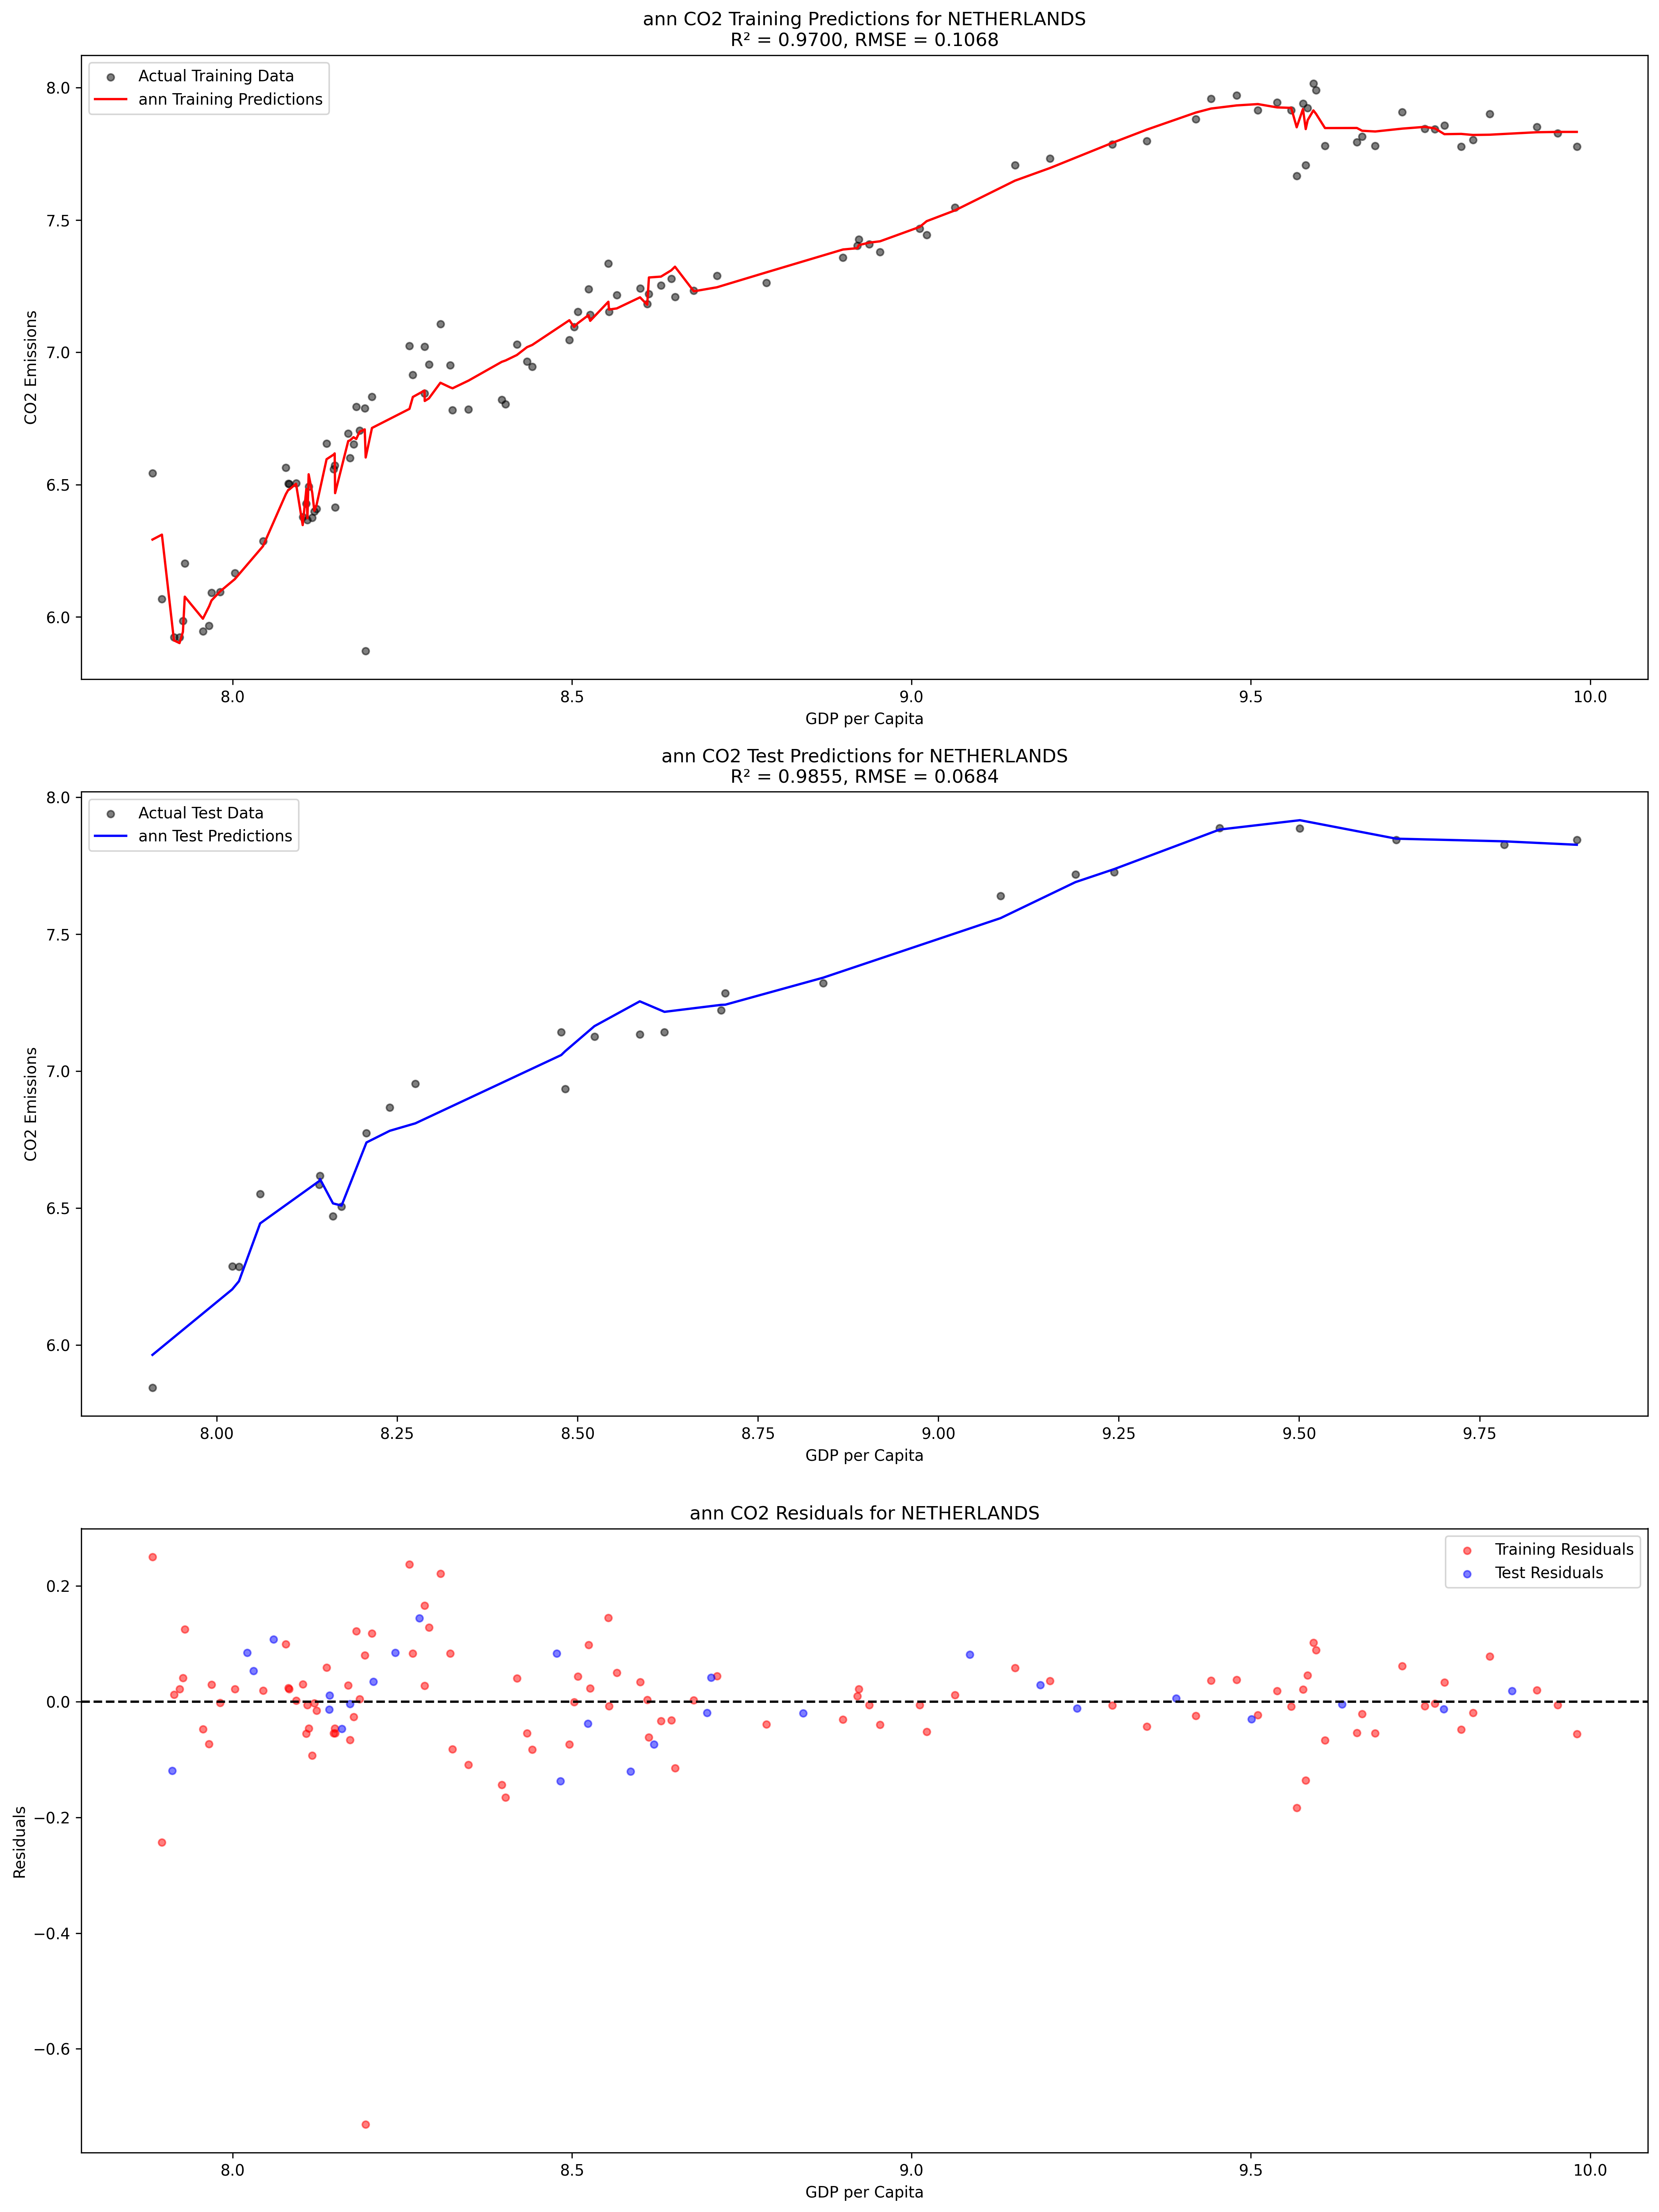 ann CO2 Training Predictions for NETHERLANDS
R² = 0.9700, RMSE = 0.1068
Actual Training Data
ann Training Predictions
8.0
7.5
7.0
6.5
6.0
CO2 Emissions
8.0 8.5 9.0 9.5 10.0
GDP per Capita
ann CO2 Test Predictions for NETHERLANDS
R² = 0.9855, RMSE = 0.0684
Actual Test Data
ann Test Predictions
8.0
7.5
7.0
6.5
6.0
CO2 Emissions
8.00 8.25 8.50 8.75 9.00 9.25 9.50 9.75
GDP per Capita
ann CO2 Residuals for NETHERLANDS
Training Residuals
Test Residuals
0.2
0.0
−0.2
−0.4
−0.6
Residuals
8.0 8.5 9.0 9.5 10.0
GDP per Capita